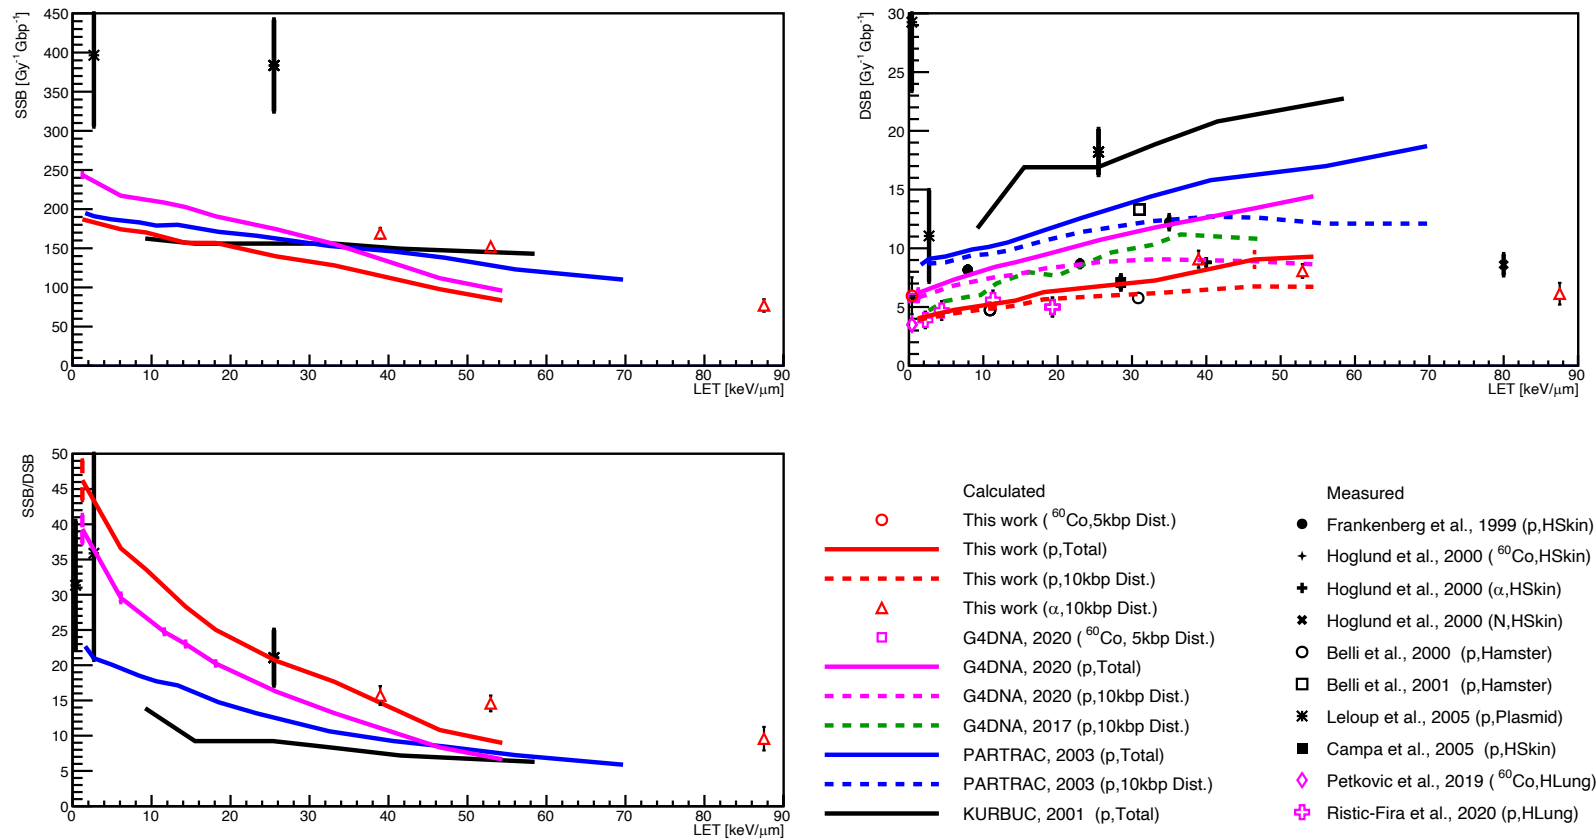 SSB [Gy⁻¹ Gbp⁻¹]
450
400
350
300
250
200
150
100
50
0
0 10 20 30 40 50 60 70 80 90
LET [keV/μm]
DSB [Gy⁻¹ Gbp⁻¹]
30
25
20
15
10
5
0
0 10 20 30 40 50 60 70 80 90
LET [keV/μm]
SSB/DSB
50
45
40
35
30
25
20
15
10
5
0
0 10 20 30 40 50 60 70 80 90
LET [keV/μm]
Calculated
This work (⁶⁰Co,5kbp Dist.)
This work (p,Total)
This work (p,10kbp Dist.)
This work (α,10kbp Dist.)
G4DNA, 2020 (⁶⁰Co, 5kbp Dist.)
G4DNA, 2020 (p,Total)
G4DNA, 2020 (p,10kbp Dist.)
G4DNA, 2017 (p,10kbp Dist.)
PARTRAC, 2003 (p,Total)
PARTRAC, 2003 (p,10kbp Dist.)
KURBUC, 2001 (p,Total)
Measured
Frankenberg et al., 1999 (p,HSkin)
Hoglund et al., 2000 (⁶⁰Co,HSkin)
Hoglund et al., 2000 (α,HSkin)
Hoglund et al., 2000 (N,HSkin)
Belli et al., 2000 (p,Hamster)
Belli et al., 2001 (p,Hamster)
Leloup et al., 2005 (p,Plasmid)
Campa et al., 2005 (p,HSkin)
Petkovic et al., 2019 (⁶⁰Co,HLung)
Ristic-Fira et al., 2020 (p,HLung)